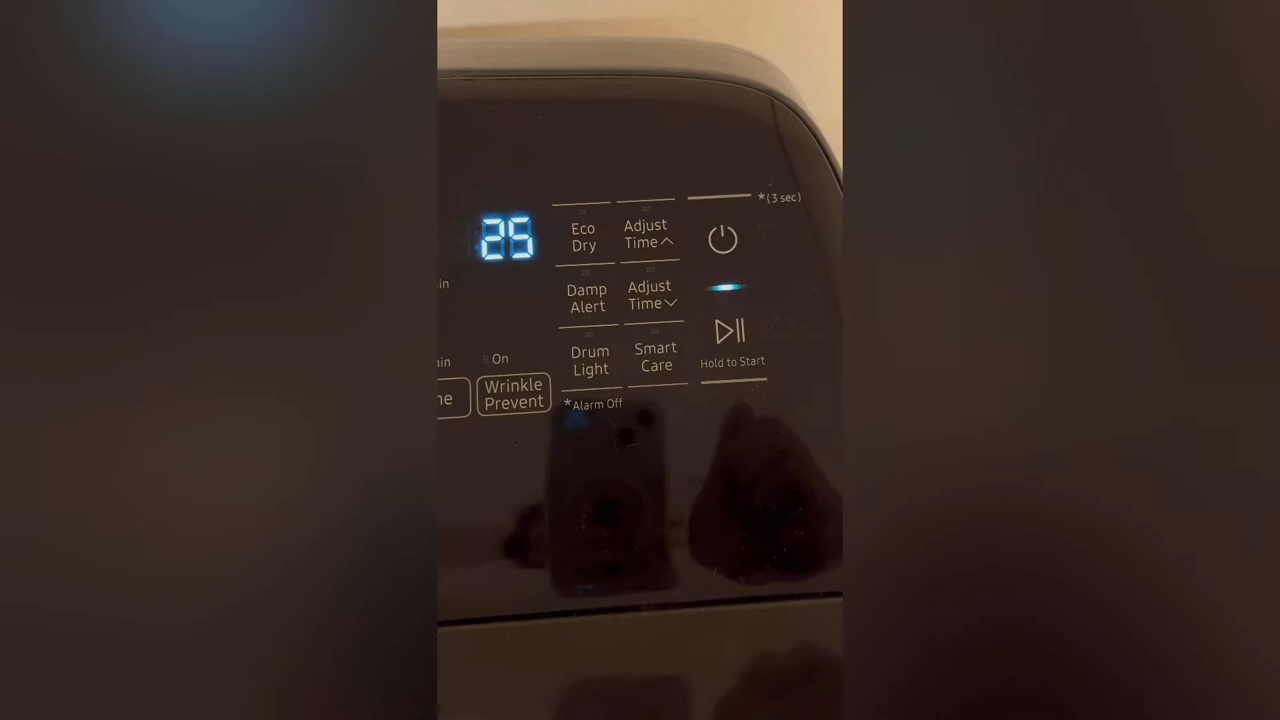 *(3 sec)
25
Eco
Dry
Adjust
Time
Damp
Alert
Adjust
Time
Drum
Light
Smart
Care
Hold to Start
On
Wrinkle
Prevent
*Alarm Off